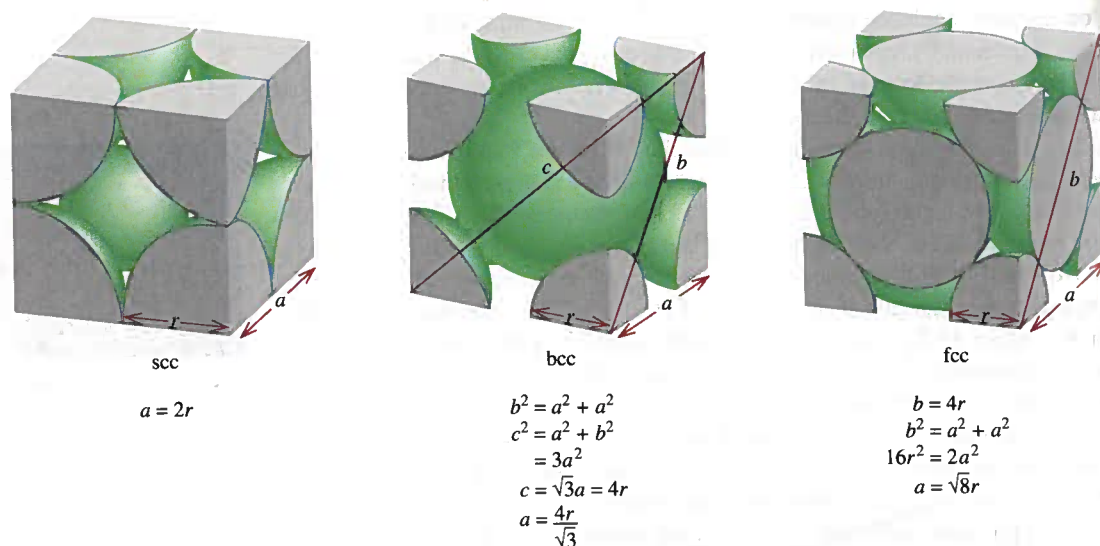 a
r
scc
a = 2r
c
b
r
a
bcc
b² = a² + a²
c² = a² + b²
= 3a²
c = √3a = 4r
a = 4r/√3
b
r
a
fcc
b = 4r
b² = a² + a²
16r² = 2a²
a = √8r